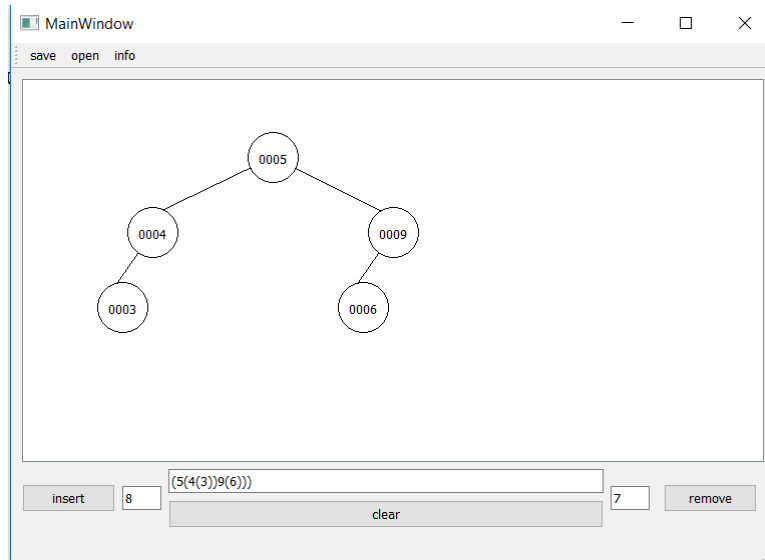 MainWindow
save open info
0005
0004 0009
0003 0006
(5(4(3))9(6)))
insert 8 7 remove
clear